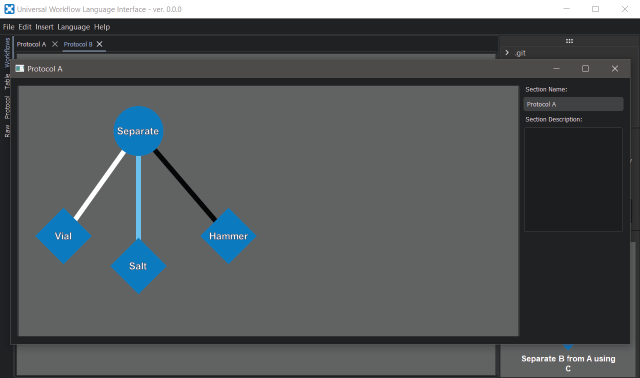 Universal Workflow Language Interface - ver. 0.0.0
File Edit Insert Language Help
Protocol A Protocol B
.git
Workflows
Table
Protocol
Raw
Protocol A
Section Name:
Protocol A
Section Description:
Separate
Vial
Salt
Hammer
Separate B from A using
C